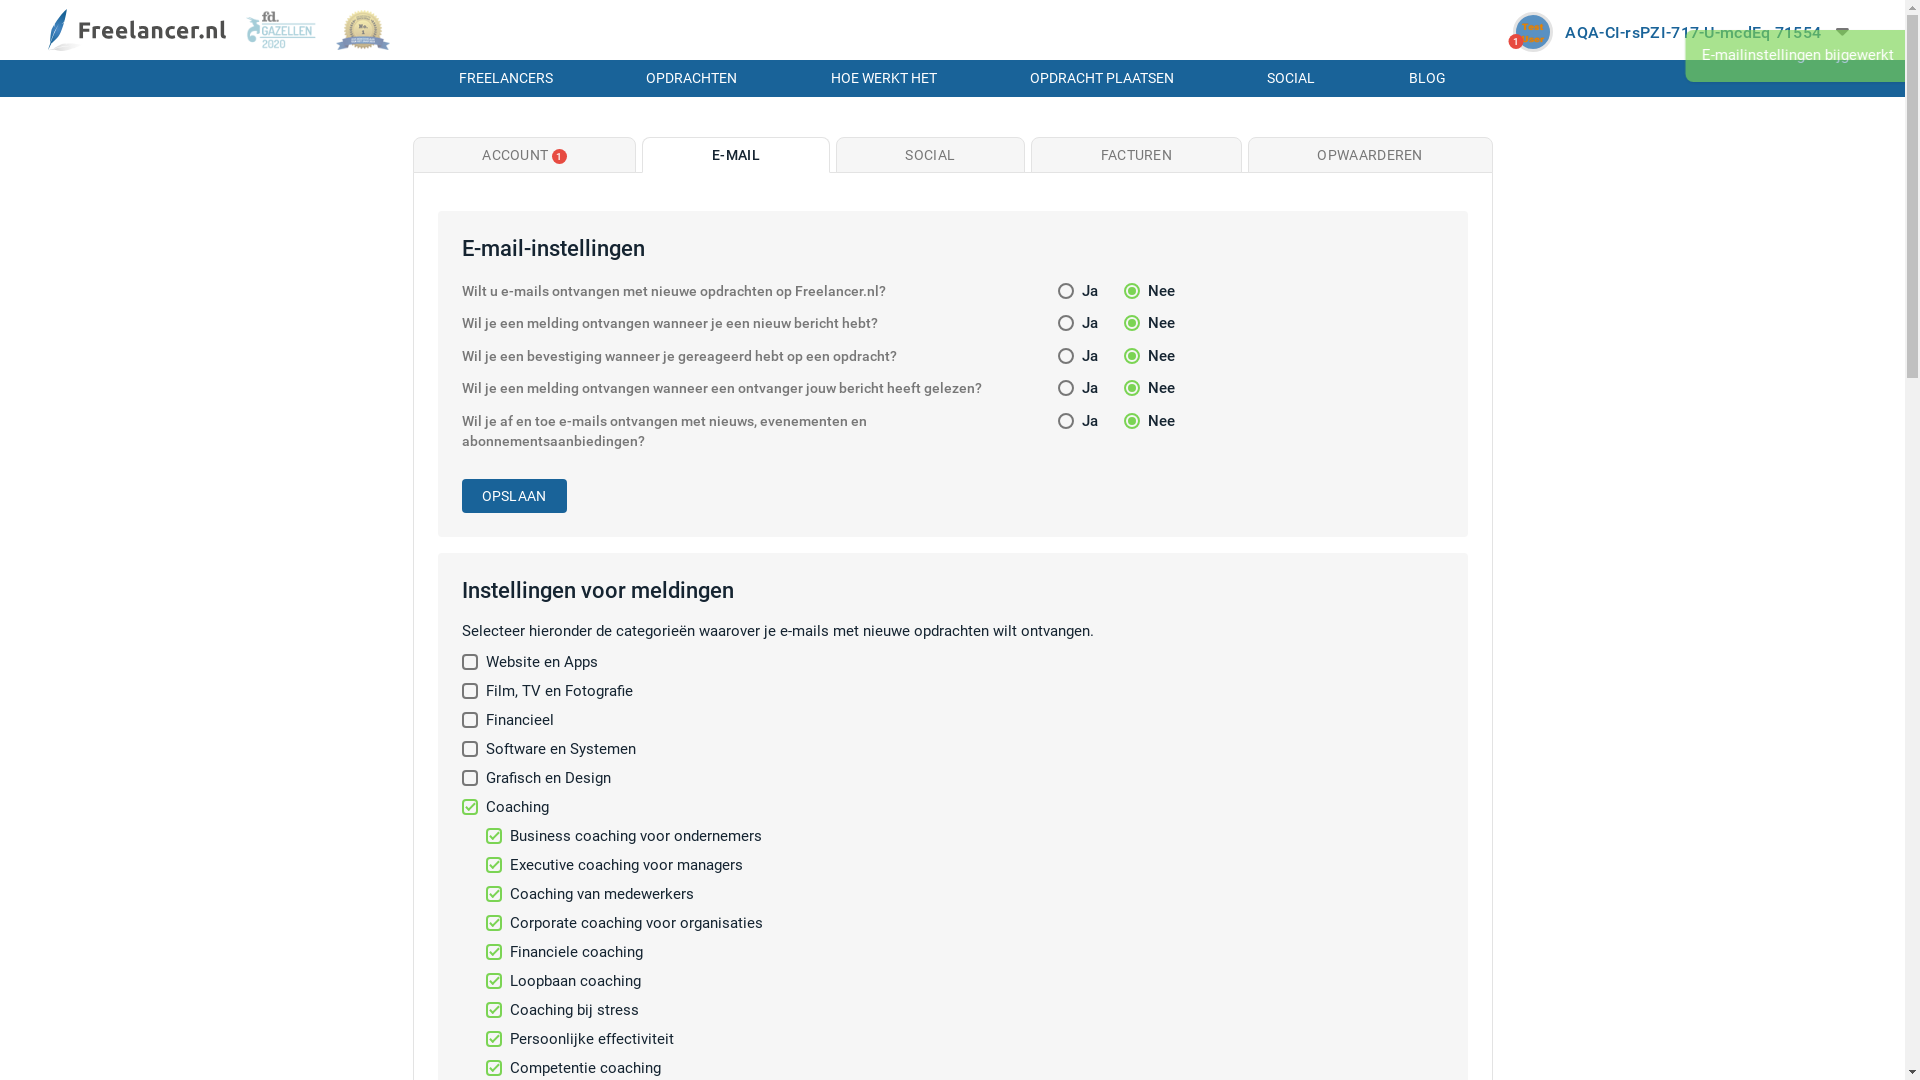 Freelancer.nl
fd.
GAZELLEN
2020
No.
1
Test
User
1
AQA-CI-rsPZI-717-U-mcdEq 71554
E-mailinstellingen bijgewerkt
FREELANCERS
OPDRACHTEN
HOE WERKT HET
OPDRACHT PLAATSEN
SOCIAL
BLOG
ACCOUNT 1
E-MAIL
SOCIAL
FACTUREN
OPWAARDEREN
E-mail-instellingen
Wilt u e-mails ontvangen met nieuwe opdrachten op Freelancer.nl? Ja Nee
Wil je een melding ontvangen wanneer je een nieuw bericht hebt? Ja Nee
Wil je een bevestiging wanneer je gereageerd hebt op een opdracht? Ja Nee
Wil je een melding ontvangen wanneer een ontvanger jouw bericht heeft gelezen? Ja Nee
Wil je af en toe e-mails ontvangen met nieuws, evenementen en Ja Nee
abonnementsaanbiedingen?
OPSLAAN
Instellingen voor meldingen
Selecteer hieronder de categorieën waarover je e-mails met nieuwe opdrachten wilt ontvangen.
Website en Apps
Film, TV en Fotografie
Financieel
Software en Systemen
Grafisch en Design
Coaching
Business coaching voor ondernemers
Executive coaching voor managers
Coaching van medewerkers
Corporate coaching voor organisaties
Financiele coaching
Loopbaan coaching
Coaching bij stress
Persoonlijke effectiviteit
Competentie coaching